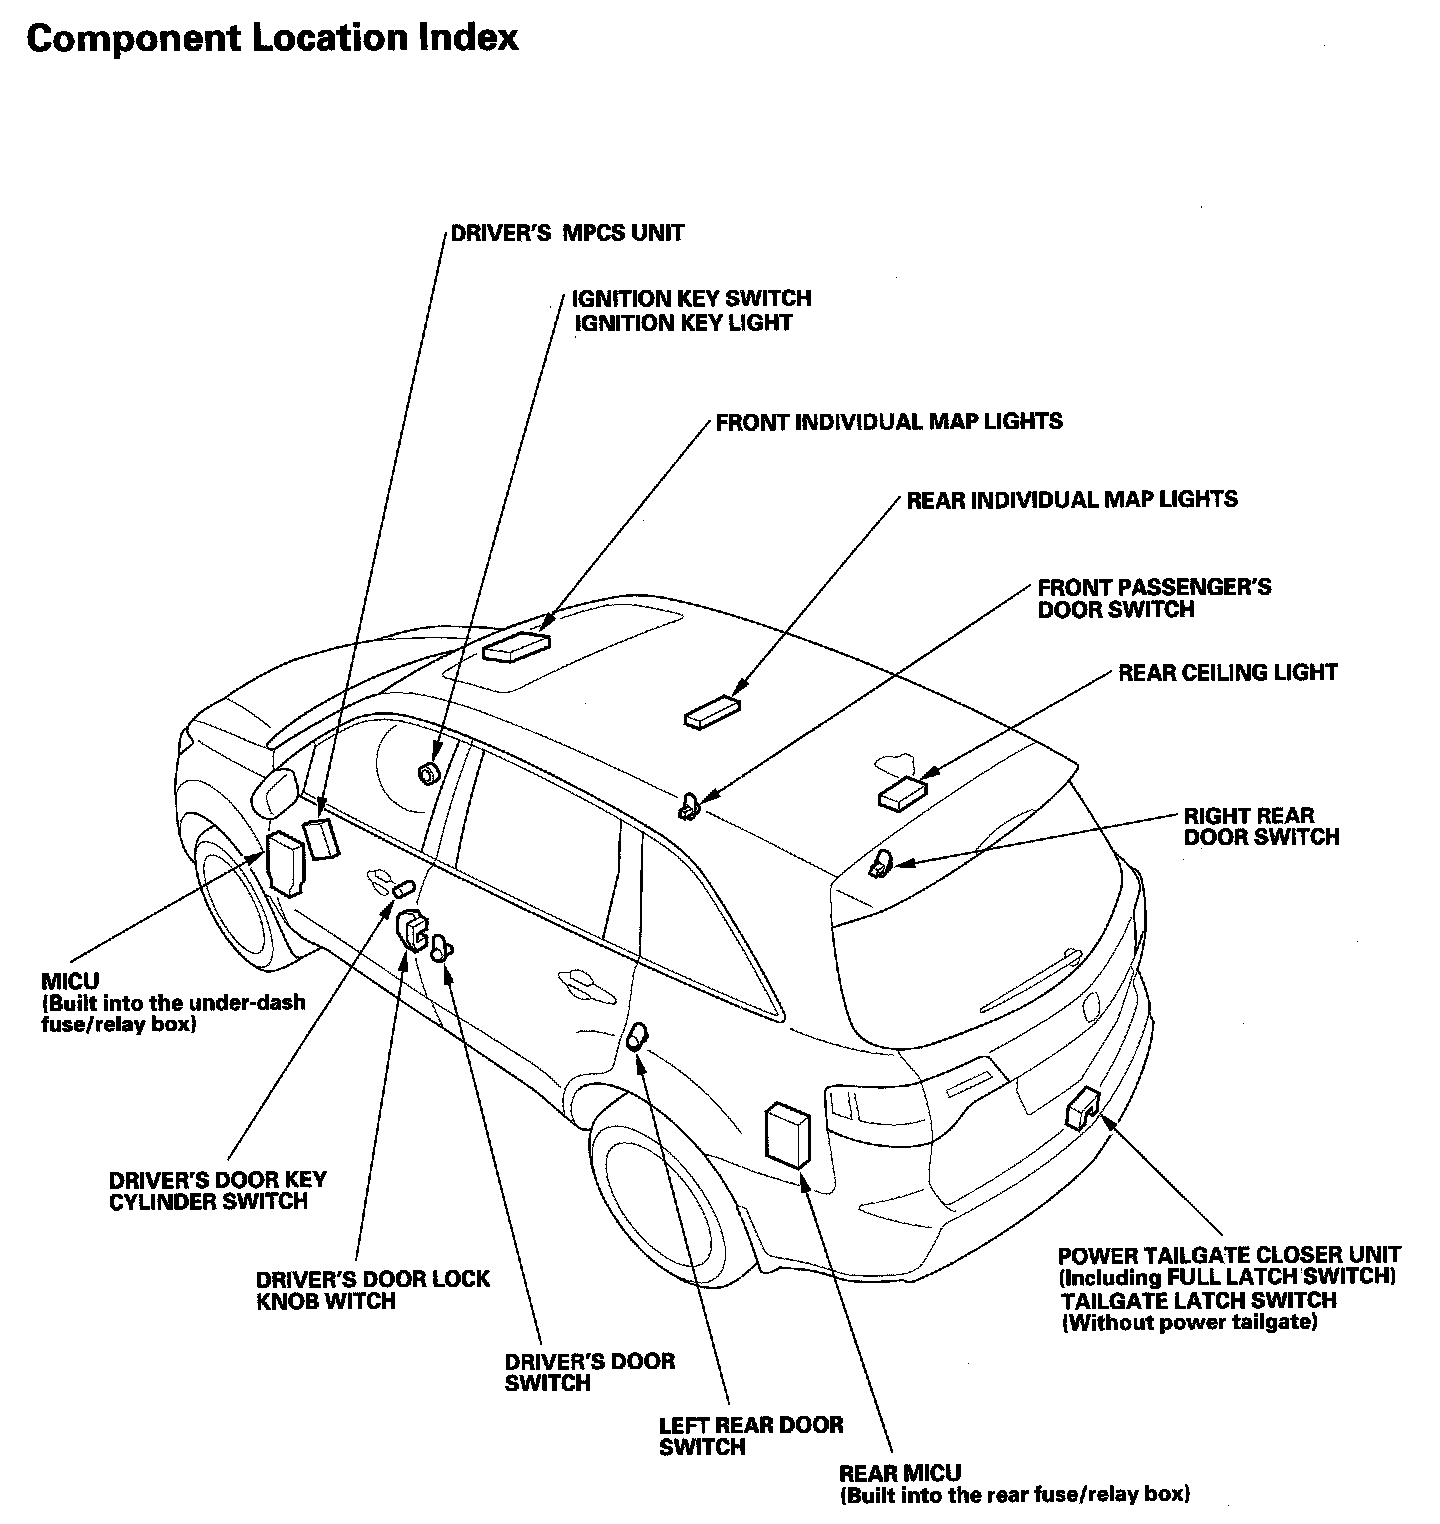 Component Location Index
DRIVER'S MPCS UNIT
IGNITION KEY SWITCH
IGNITION KEY LIGHT
FRONT INDIVIDUAL MAP LIGHTS
REAR INDIVIDUAL MAP LIGHTS
FRONT PASSENGER'S
DOOR SWITCH
REAR CEILING LIGHT
RIGHT REAR
DOOR SWITCH
MICU
(Built into the under-dash
fuse/relay box)
DRIVER'S DOOR KEY
CYLINDER SWITCH
DRIVER'S DOOR LOCK
KNOB WITCH
DRIVER'S DOOR
SWITCH
LEFT REAR DOOR
SWITCH
REAR MICU
(Built into the rear fuse/relay box)
POWER TAILGATE CLOSER UNIT
(Including FULL LATCH SWITCH)
TAILGATE LATCH SWITCH
(Without power tailgate)